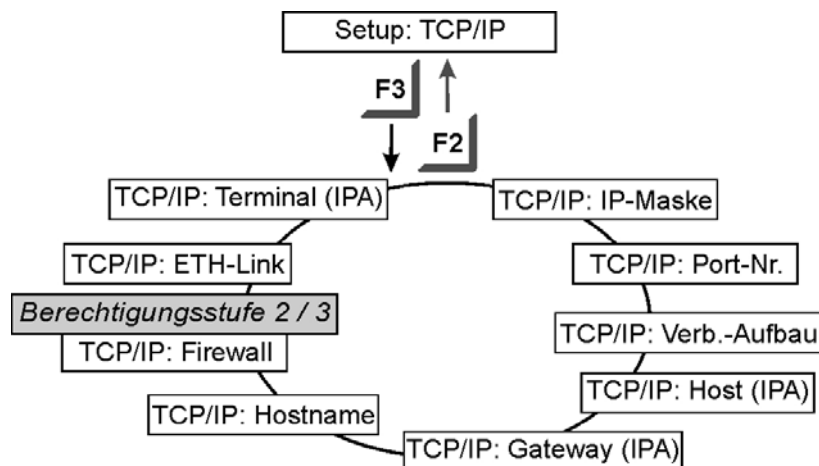 Setup: TCP/IP
F3
F2
TCP/IP: Terminal (IPA)
TCP/IP: IP-Maske
TCP/IP: ETH-Link
TCP/IP: Port-Nr.
Berechtigungsstufe 2 / 3
TCP/IP: Verb.-Aufbau
TCP/IP: Firewall
TCP/IP: Host (IPA)
TCP/IP: Hostname
TCP/IP: Gateway (IPA)